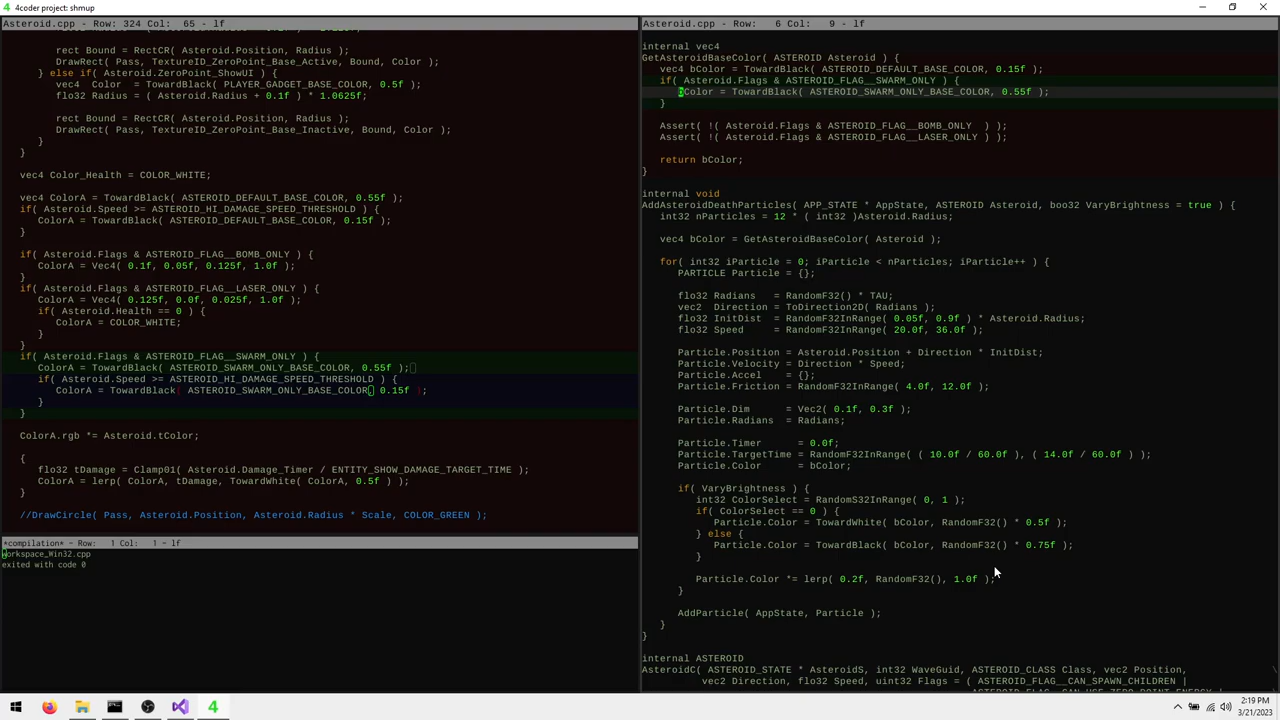 4coder project: shmup
Asteroid.cpp - Row: 324 Col: 65 - lf
rect Bound = RectCR( Asteroid.Position, Radius );
DrawRect( Pass, TextureID_ZeroPoint_Base_Active, Bound, Color );
} else if( Asteroid.ZeroPoint_ShowUI ) {
vec4 Color = TowardBlack( PLAYER_GADGET_BASE_COLOR, 0.5f );
flo32 Radius = ( Asteroid.Radius + 0.1f ) * 1.0625f;
rect Bound = RectCR( Asteroid.Position, Radius );
DrawRect( Pass, TextureID_ZeroPoint_Base_Inactive, Bound, Color );
}
}
vec4 Color_Health = COLOR_WHITE;
vec4 ColorA = TowardBlack( ASTEROID_DEFAULT_BASE_COLOR, 0.55f );
if( Asteroid.Speed >= ASTEROID_HI_DAMAGE_SPEED_THRESHOLD ) {
ColorA = TowardBlack( ASTEROID_DEFAULT_BASE_COLOR, 0.15f );
}
if( Asteroid.Flags & ASTEROID_FLAG__BOMB_ONLY ) {
ColorA = Vec4( 0.1f, 0.05f, 0.125f, 1.0f );
}
if( Asteroid.Flags & ASTEROID_FLAG__LASER_ONLY ) {
ColorA = Vec4( 0.125f, 0.0f, 0.025f, 1.0f );
if( Asteroid.Health == 0 ) {
ColorA = COLOR_WHITE;
}
}
if( Asteroid.Flags & ASTEROID_FLAG__SWARM_ONLY ) {
ColorA = TowardBlack( ASTEROID_SWARM_ONLY_BASE_COLOR, 0.55f );
if( Asteroid.Speed >= ASTEROID_HI_DAMAGE_SPEED_THRESHOLD ) {
ColorA = TowardBlack( ASTEROID_SWARM_ONLY_BASE_COLOR, 0.15f );
}
}
ColorA.rgb *= Asteroid.tColor;
{
flo32 tDamage = Clamp01( Asteroid.Damage_Timer / ENTITY_SHOW_DAMAGE_TARGET_TIME );
ColorA = lerp( ColorA, tDamage, TowardWhite( ColorA, 0.5f ) );
}
//DrawCircle( Pass, Asteroid.Position, Asteroid.Radius * Scale, COLOR_GREEN );
*compilation* - Row: 1 Col: 1 - lf
workspace_Win32.cpp
exited with code 0
Asteroid.cpp - Row: 6 Col: 9 - lf
internal vec4
GetAsteroidBaseColor( ASTEROID Asteroid ) {
vec4 bColor = TowardBlack( ASTEROID_DEFAULT_BASE_COLOR, 0.15f );
if( Asteroid.Flags & ASTEROID_FLAG__SWARM_ONLY ) {
bColor = TowardBlack( ASTEROID_SWARM_ONLY_BASE_COLOR, 0.55f );
}
Assert( !( Asteroid.Flags & ASTEROID_FLAG__BOMB_ONLY ) );
Assert( !( Asteroid.Flags & ASTEROID_FLAG__LASER_ONLY ) );
return bColor;
}
internal void
AddAsteroidDeathParticles( APP_STATE * AppState, ASTEROID Asteroid, boo32 VaryBrightness = true ) {
int32 nParticles = 12 * ( int32 )Asteroid.Radius;
vec4 bColor = GetAsteroidBaseColor( Asteroid );
for( int32 iParticle = 0; iParticle < nParticles; iParticle++ ) {
PARTICLE Particle = {};
flo32 Radians = RandomF32() * TAU;
vec2 Direction = ToDirection2D( Radians );
flo32 InitDist = RandomF32InRange( 0.05f, 0.9f ) * Asteroid.Radius;
flo32 Speed = RandomF32InRange( 20.0f, 36.0f );
Particle.Position = Asteroid.Position + Direction * InitDist;
Particle.Velocity = Direction * Speed;
Particle.Accel = {};
Particle.Friction = RandomF32InRange( 4.0f, 12.0f );
Particle.Dim = Vec2( 0.1f, 0.3f );
Particle.Radians = Radians;
Particle.Timer = 0.0f;
Particle.TargetTime = RandomF32InRange( ( 10.0f / 60.0f ), ( 14.0f / 60.0f ) );
Particle.Color = bColor;
if( VaryBrightness ) {
int32 ColorSelect = RandomS32InRange( 0, 1 );
if( ColorSelect == 0 ) {
Particle.Color = TowardWhite( bColor, RandomF32() * 0.5f );
} else {
Particle.Color = TowardBlack( bColor, RandomF32() * 0.75f );
}
Particle.Color *= lerp( 0.2f, RandomF32(), 1.0f );
}
AddParticle( AppState, Particle );
}
}
internal ASTEROID
AsteroidC( ASTEROID_STATE * AsteroidS, int32 WaveGuid, ASTEROID_CLASS Class, vec2 Position,
vec2 Direction, flo32 Speed, uint32 Flags = ( ASTEROID_FLAG__CAN_SPAWN_CHILDREN |
2:19 PM
3/21/2023